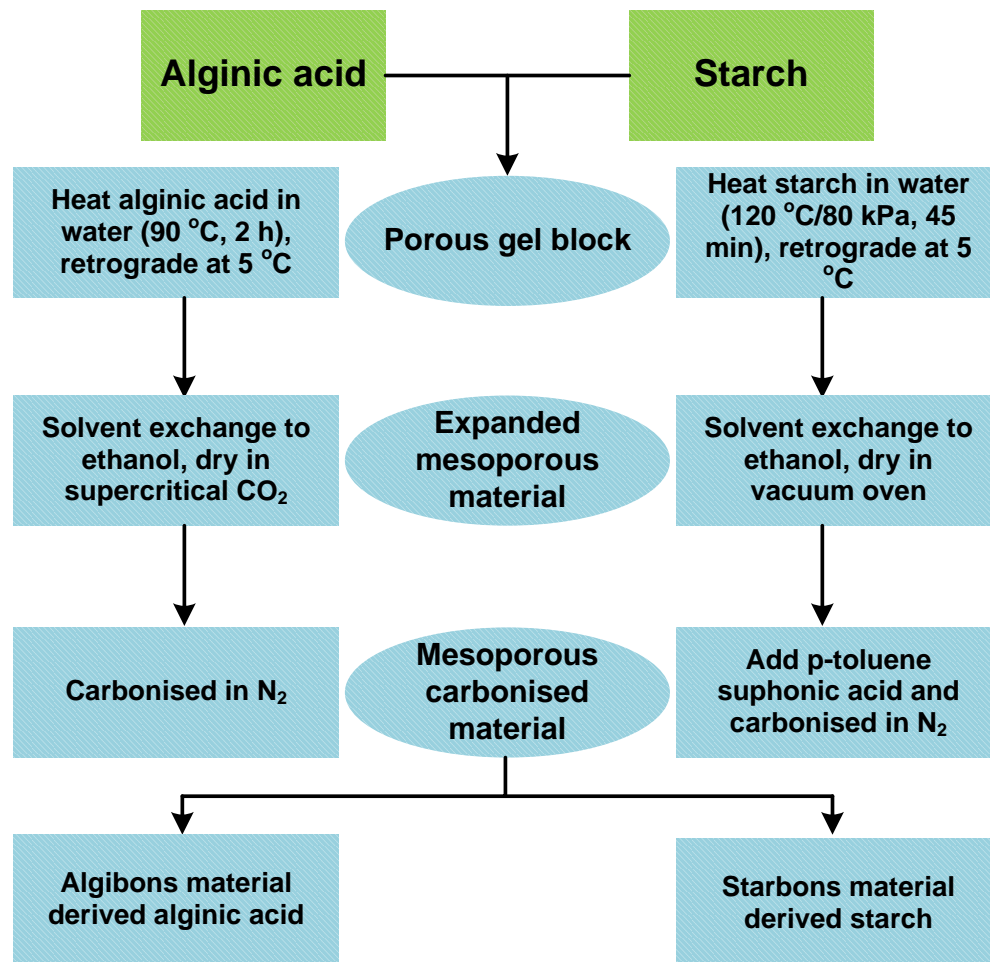 Alginic acid
Starch
Heat alginic acid in
water (90 °C, 2 h),
retrograde at 5 °C
Porous gel block
Heat starch in water
(120 °C/80 kPa, 45
min), retrograde at 5
°C
Solvent exchange to
ethanol, dry in
supercritical CO₂
Expanded
mesoporous
material
Solvent exchange to
ethanol, dry in
vacuum oven
Carbonised in N₂
Mesoporous
carbonised
material
Add p-toluene
suphonic acid and
carbonised in N₂
Algibons material
derived alginic acid
Starbons material
derived starch